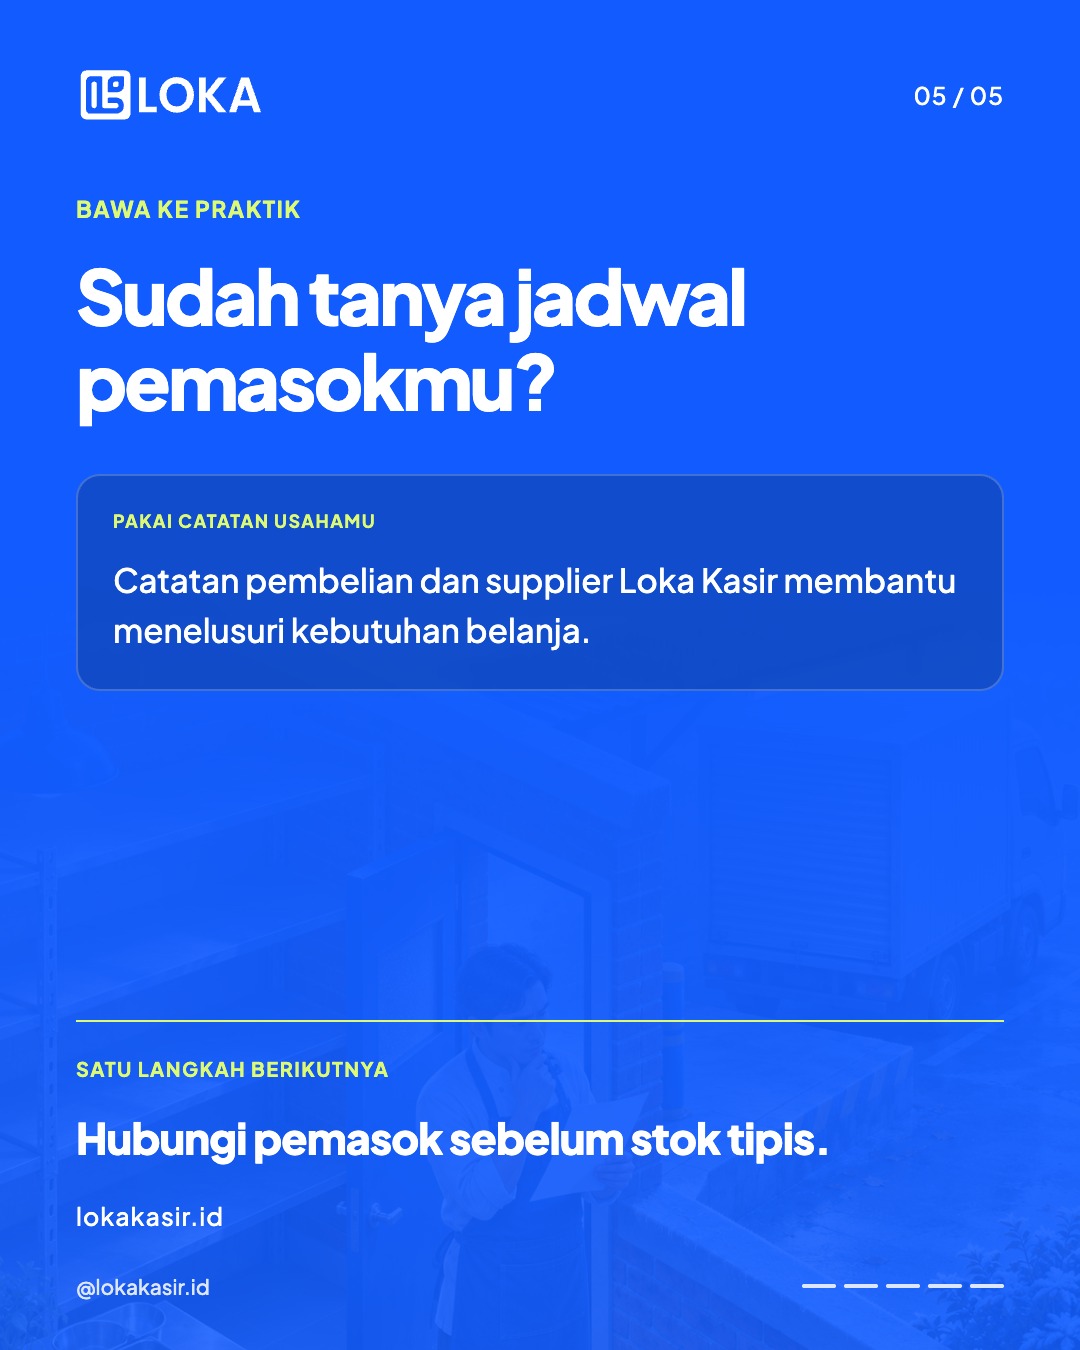 LOKA
05 / 05
BAWA KE PRAKTIK
Sudah tanya jadwal
pemasokmu?
PAKAI CATATAN USAHAMU
Catatan pembelian dan supplier Loka Kasir membantu
menelusuri kebutuhan belanja.
SATU LANGKAH BERIKUTNYA
Hubungi pemasok sebelum stok tipis.
lokakasir.id
@lokakasir.id